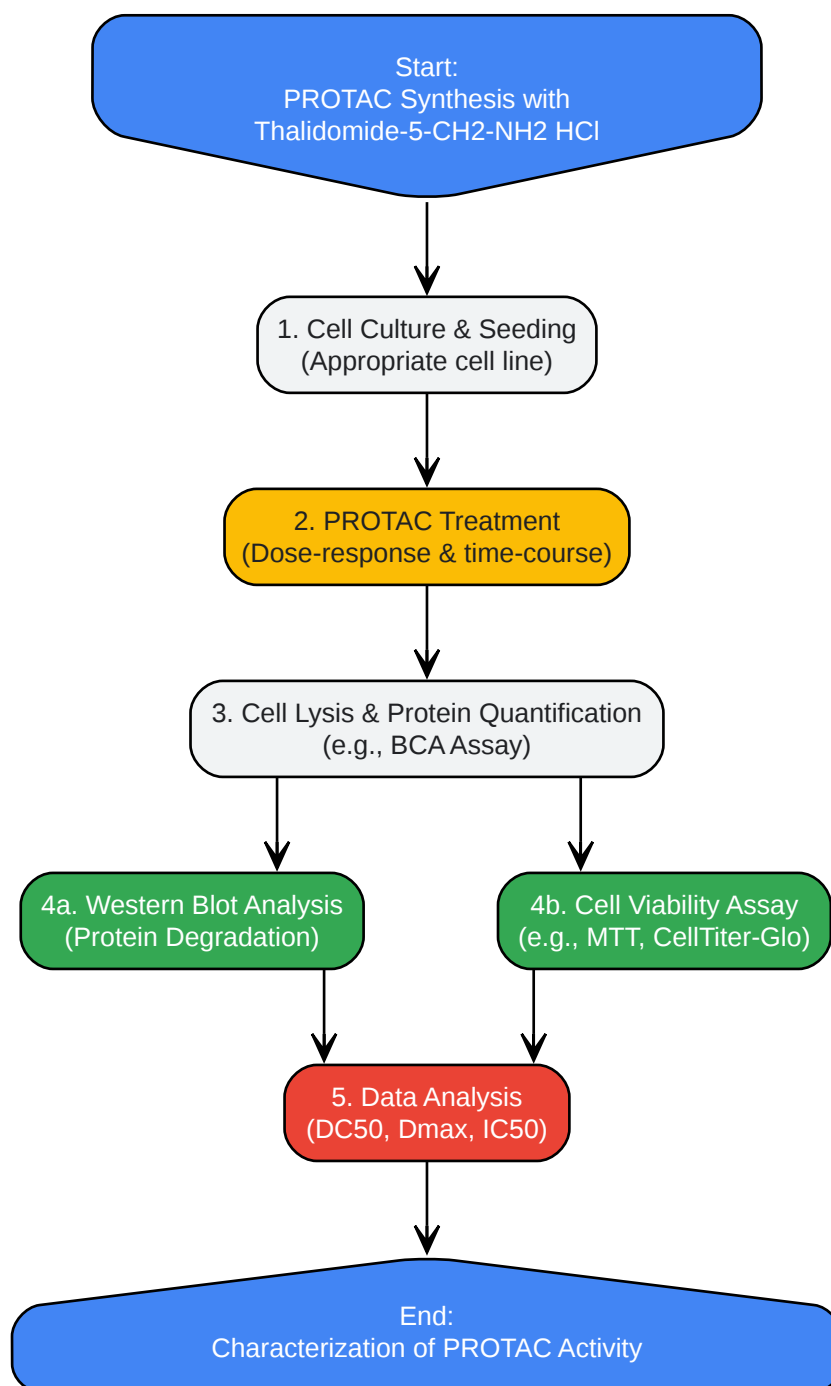 Start:
PROTAC Synthesis with
Thalidomide-5-CH2-NH2 HCl
1. Cell Culture & Seeding
(Appropriate cell line)
2. PROTAC Treatment
(Dose-response & time-course)
3. Cell Lysis & Protein Quantification
(e.g., BCA Assay)
4a. Western Blot Analysis
(Protein Degradation)
4b. Cell Viability Assay
(e.g., MTT, CellTiter-Glo)
5. Data Analysis
(DC50, Dmax, IC50)
End:
Characterization of PROTAC Activity